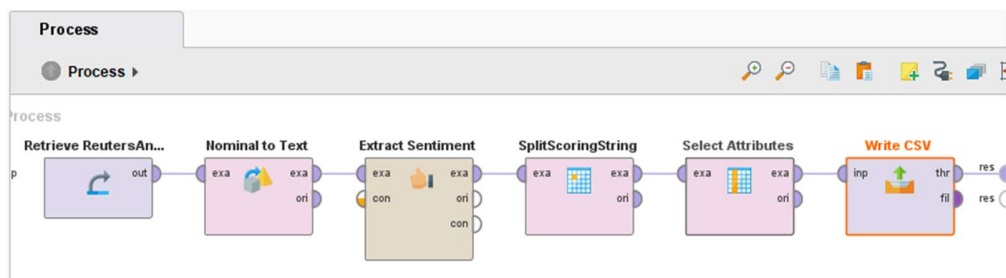 Process
Process
rocess
Retrieve ReutersAn... Nominal to Text Extract Sentiment SplitScoringString Select Attributes Write CSV
p out exa exa exa exa exa exa exa exa inp thr res
ori con ori ori ori fil res
con